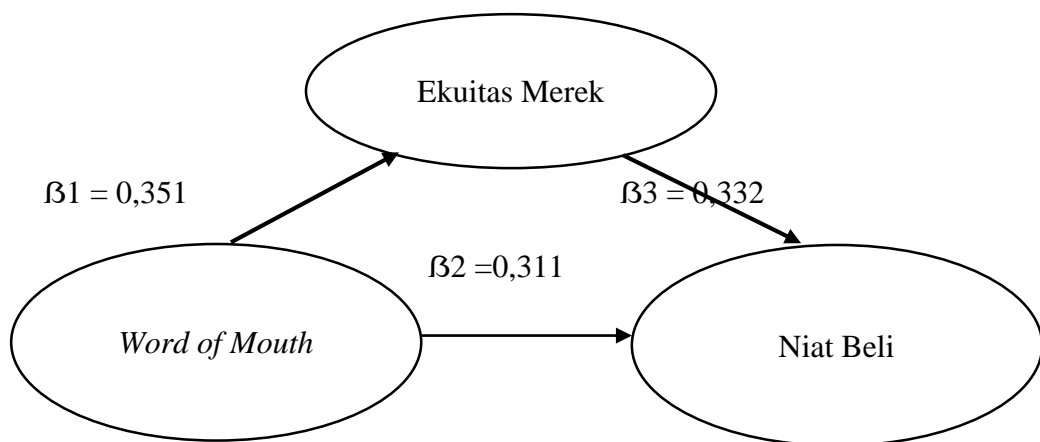 Ekuitas Merek
ß1 = 0,351
ß3 = 0,332
ß2 =0,311
Word of Mouth
Niat Beli